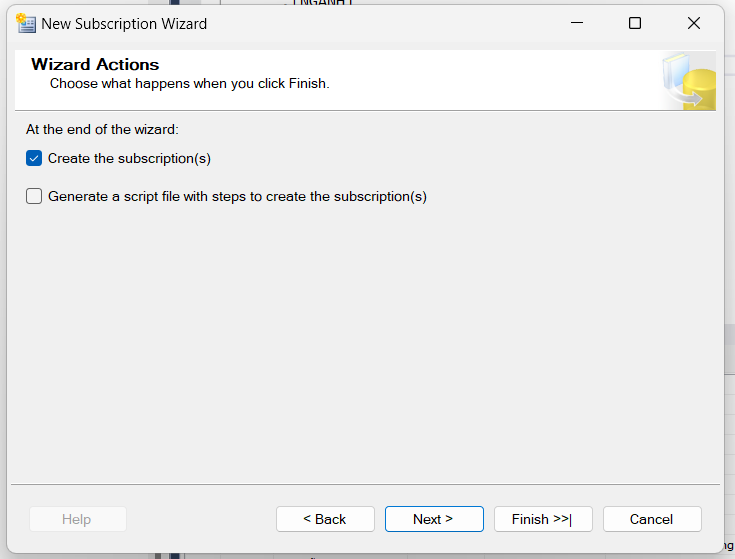 [NGANH]
New Subscription Wizard
Wizard Actions
Choose what happens when you click Finish.
At the end of the wizard:
Create the subscription(s)
Generate a script file with steps to create the subscription(s)
Help
< Back
Next >
Finish >>|
Cancel